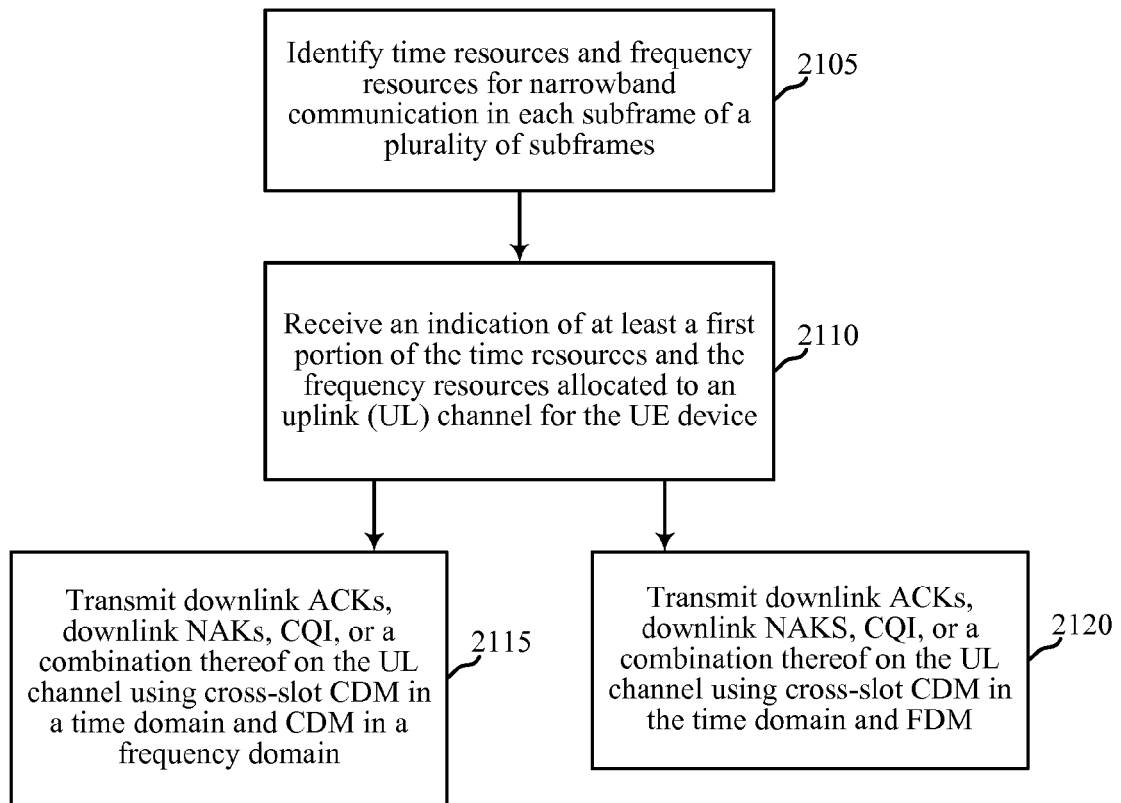 Identify time resources and frequency
resources for narrowband
communication in each subframe of a
plurality of subframes
2105
Receive an indication of at least a first
portion of the time resources and the
frequency resources allocated to an
uplink (UL) channel for the UE device
2110
Transmit downlink ACKs,
downlink NAKs, CQI, or a
combination thereof on the UL
channel using cross-slot CDM in
a time domain and CDM in a
frequency domain
2115
Transmit downlink ACKs,
downlink NAKS, CQI, or a
combination thereof on the UL
channel using cross-slot CDM in
the time domain and FDM
2120